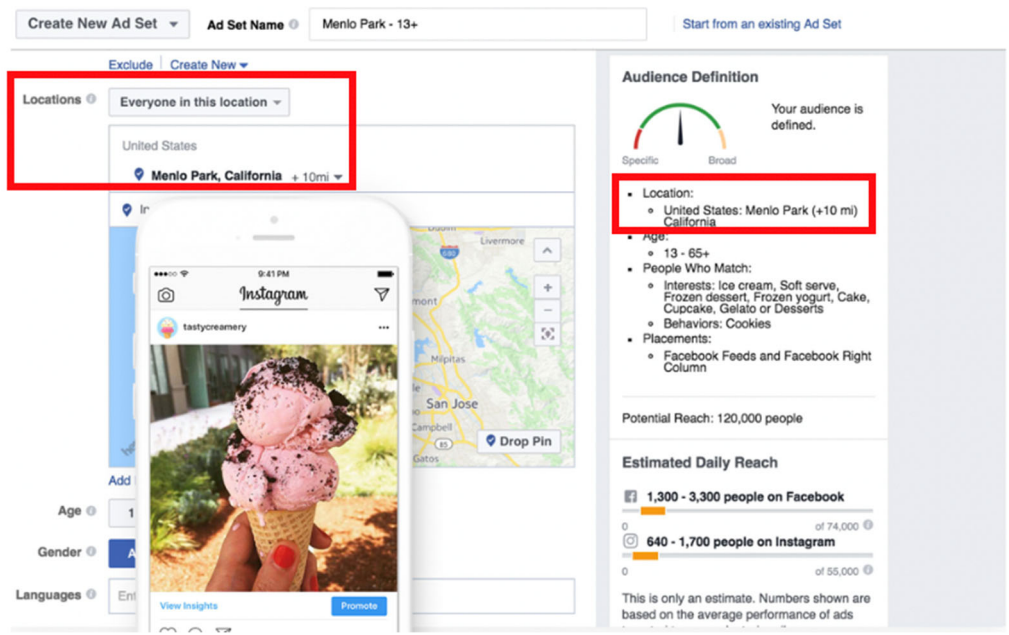 Create New Ad Set
Ad Set Name
Menlo Park - 13+
Start from an existing Ad Set
Exclude
Create New
Locations
Everyone in this location
United States
Menlo Park, California
+ 10mi
Livermore
680
Milpitas
San Jose
Campbell
85
Gatos
Drop Pin
Add
Age
1
Gender
A
Languages
Ent
9:41 PM
Instagram
tastycreamery
View Insights
Promote
Audience Definition
Your audience is
defined.
Specific
Broad
Location:
United States: Menlo Park (+10 mi)
California
Age:
13 - 65+
People Who Match:
Interests: Ice cream, Soft serve,
Frozen dessert, Frozen yogurt, Cake,
Cupcake, Gelato or Desserts
Behaviors: Cookies
Placements:
Facebook Feeds and Facebook Right
Column
Potential Reach: 120,000 people
Estimated Daily Reach
1,300 - 3,300 people on Facebook
0
of 74,000
640 - 1,700 people on Instagram
0
of 55,000
This is only an estimate. Numbers shown are
based on the average performance of ads